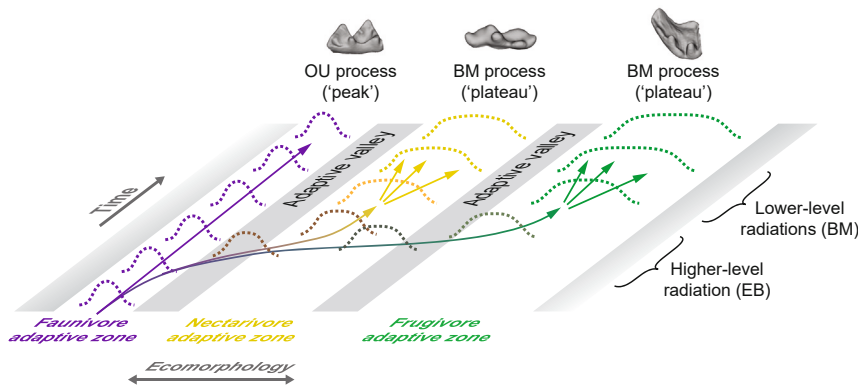 OU process
('peak')
BM process
('plateau')
BM process
('plateau')
Time
Adaptive valley
Adaptive valley
Lower-level
radiations (BM)
Higher-level
radiation (EB)
Faunivore
adaptive zone
Nectarivore
adaptive zone
Frugivore
adaptive zone
Ecomorphology